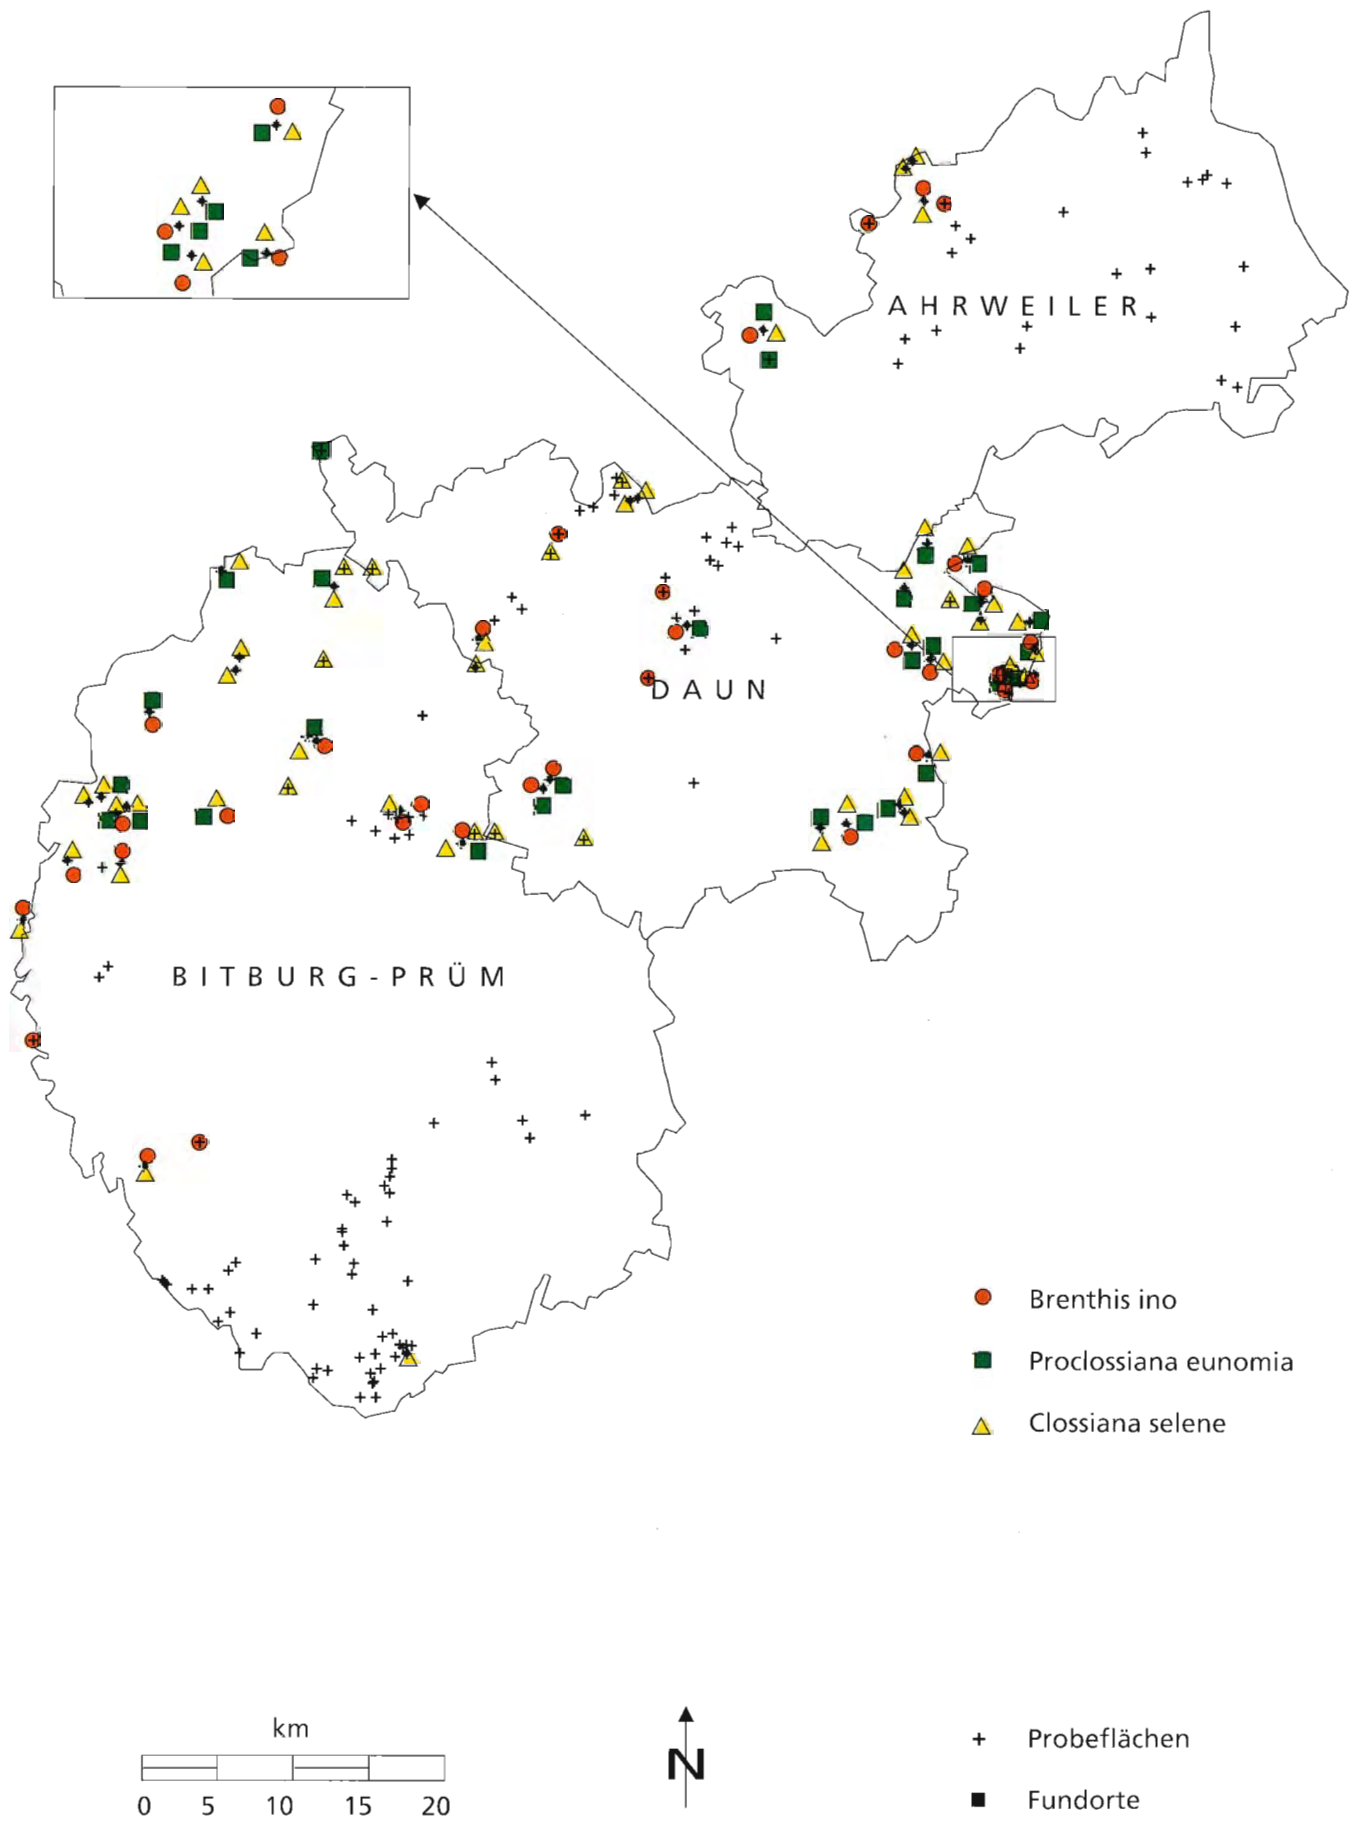 AHRWEILER
DAUN
BITBURG-PRÜM
Brenthis ino
Proclossiana eunomia
Clossiana selene
km
0 5 10 15 20
N
Probeflächen
Fundorte